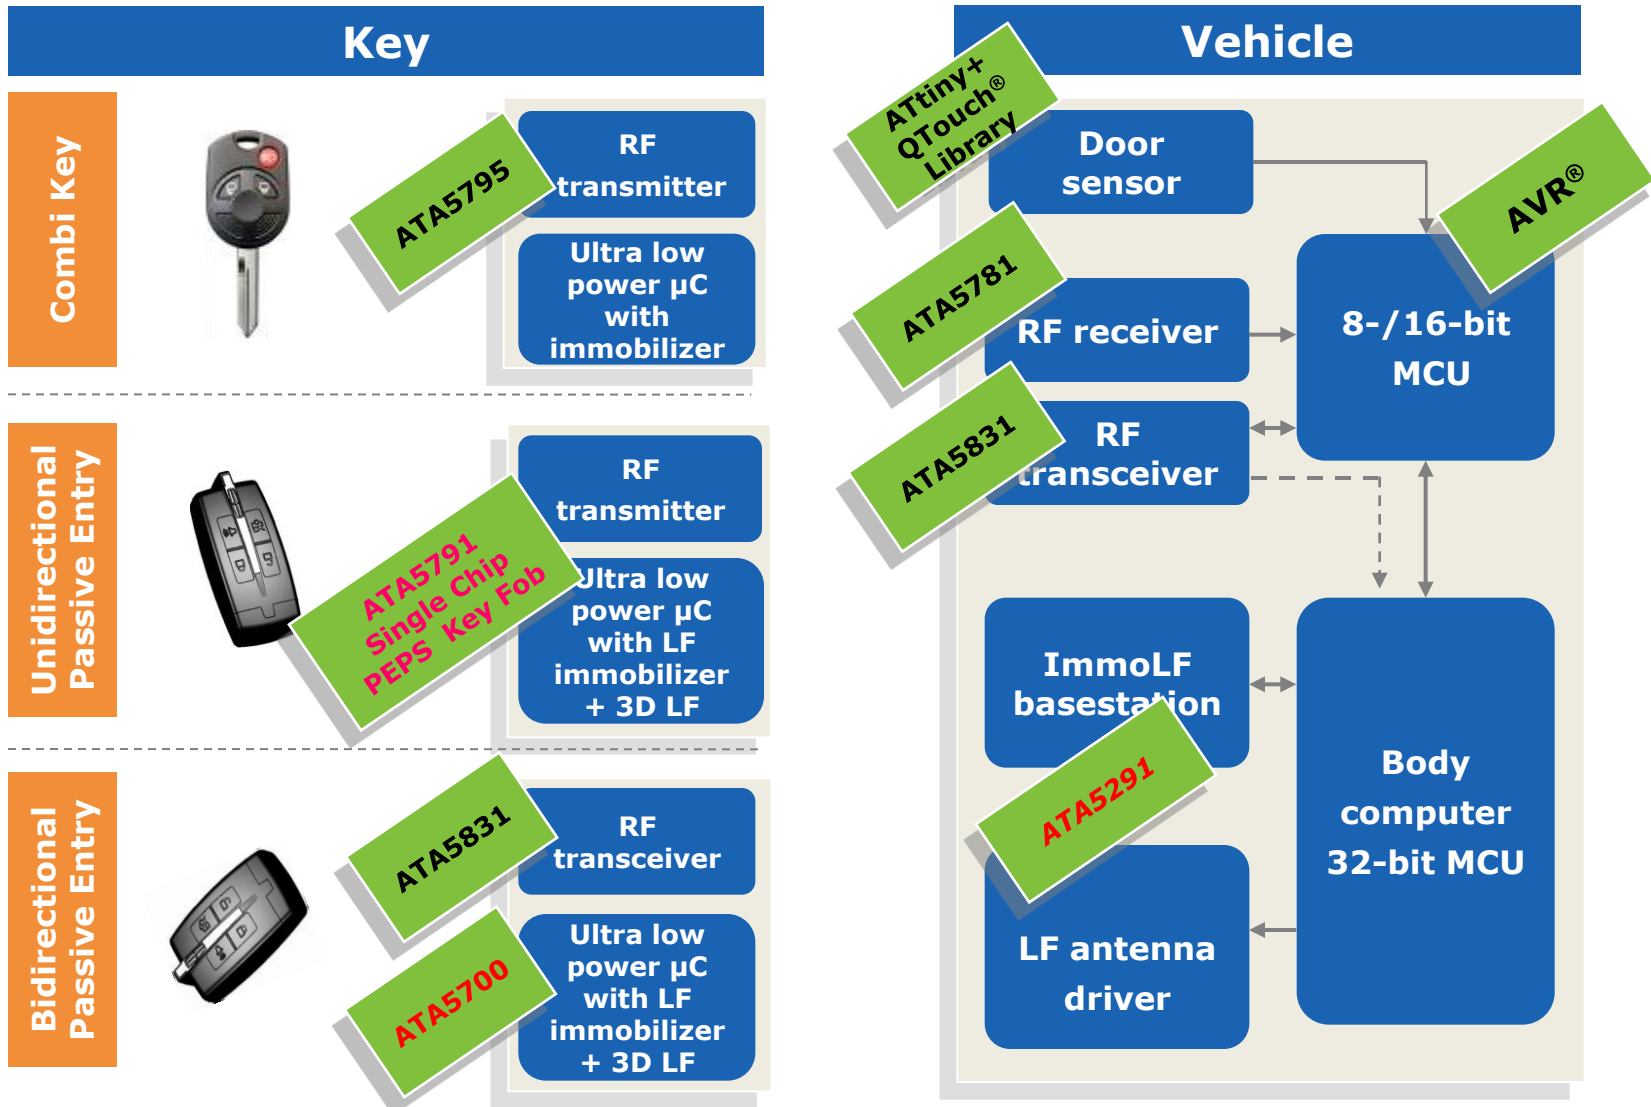 Key
Combi Key
ATA5795
RF
transmitter
Ultra low
power µC
with
immobilizer
Unidirectional
Passive Entry
ATA5791
Single Chip
PEPS Key Fob
RF
transmitter
Ultra low
power µC
with LF
immobilizer
+ 3D LF
Bidirectional
Passive Entry
ATA5831
RF
transceiver
ATA5700
Ultra low
power µC
with LF
immobilizer
+ 3D LF
Vehicle
ATtiny+
QTouch®
Library
Door
sensor
AVR®
ATA5781
RF receiver
8-/16-bit
MCU
ATA5831
RF
transceiver
ImmoLF
basestation
ATA5291
LF antenna
driver
Body
computer
32-bit MCU